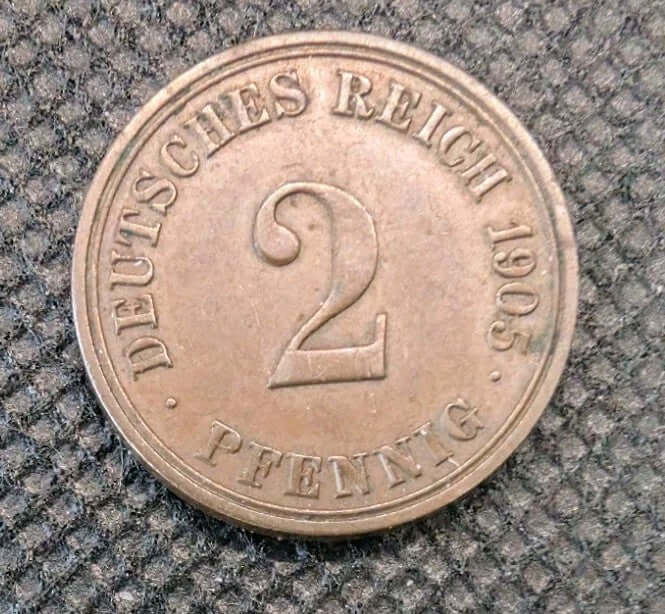 DEUTSCHES REICH 1905
2
· PFENNIG ·